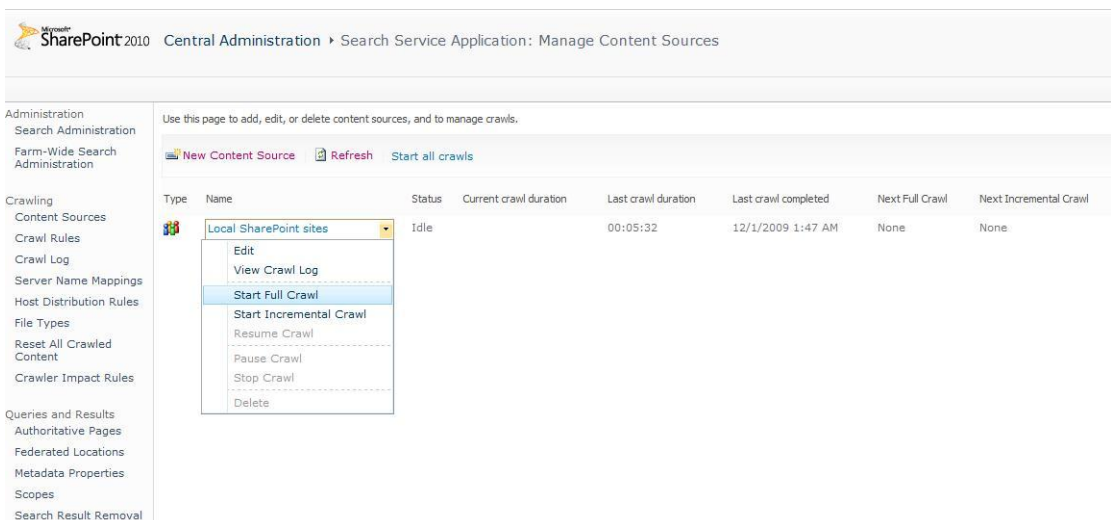 Microsoft
SharePoint 2010 Central Administration ▸ Search Service Application: Manage Content Sources
Administration
Search Administration
Farm-Wide Search
Administration
Crawling
Content Sources
Crawl Rules
Crawl Log
Server Name Mappings
Host Distribution Rules
File Types
Reset All Crawled
Content
Crawler Impact Rules
Queries and Results
Authoritative Pages
Federated Locations
Metadata Properties
Scopes
Search Result Removal
Use this page to add, edit, or delete content sources, and to manage crawls.
New Content Source Refresh Start all crawls
Type Name Status Current crawl duration Last crawl duration Last crawl completed Next Full Crawl Next Incremental Crawl
Local SharePoint sites Idle 00:05:32 12/1/2009 1:47 AM None None
Edit
View Crawl Log
Start Full Crawl
Start Incremental Crawl
Resume Crawl
Pause Crawl
Stop Crawl
Delete